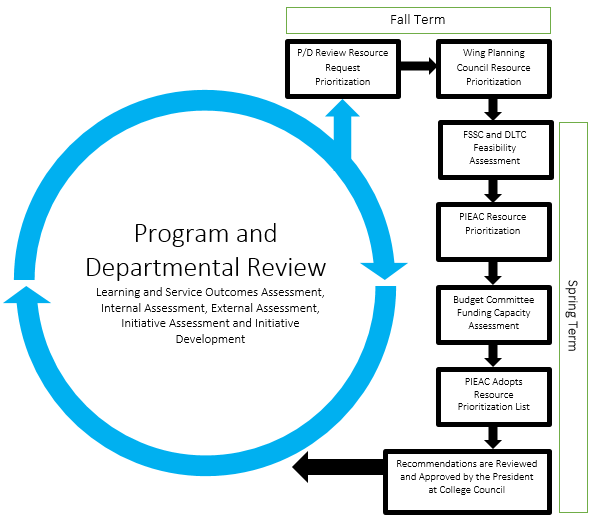 Fall Term
P/D Review Resource
Request
Prioritization
Wing Planning
Council Resource
Prioritization
FSSC and DLTC
Feasibility
Assessment
PIEAC Resource
Prioritization
Program and
Departmental Review
Learning and Service Outcomes Assessment,
Internal Assessment, External Assessment,
Initiative Assessment and Initiative
Development
Budget Committee
Funding Capacity
Assessment
Spring Term
PIEAC Adopts
Resource
Prioritization List
Recommendations are Reviewed
and Approved by the President
at College Council